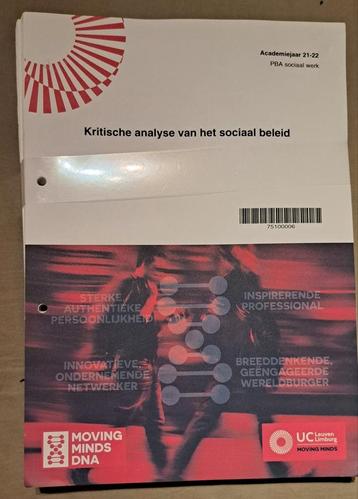 Academiejaar 21-22
PBA sociaal werk
Kritische analyse van het sociaal beleid
75100006
STERKE,
AUTHENTIEKE
PERSOONLIJKHEID
INSPIRERENDE
PROFESSIONAL
INNOVATIEVE,
ONDERNEMENDE
NETWERKER
BREEDDENKENDE,
GEËNGAGEERDE
WERELDBURGER
MOVING
MINDS
DNA
UC Leuven
Limburg
MOVING MINDS